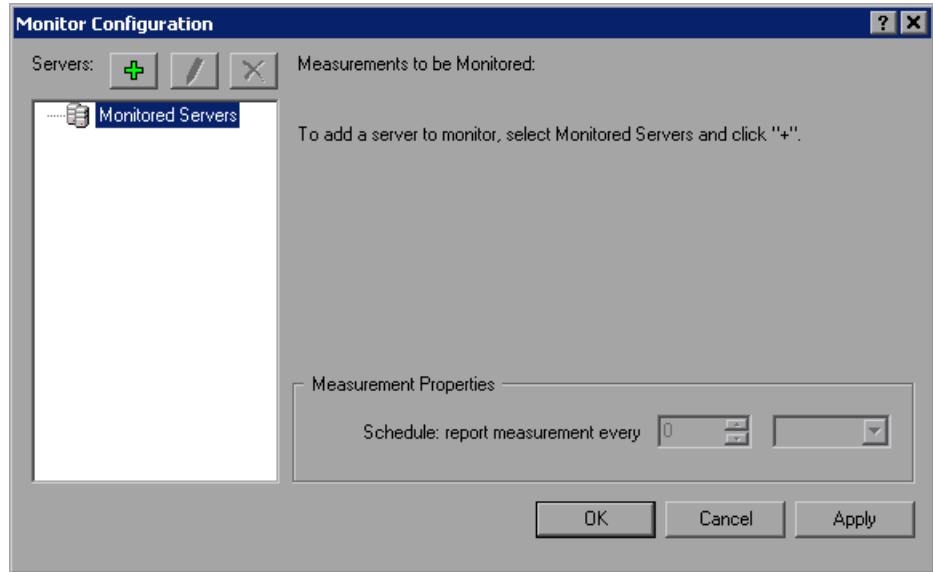 Monitor Configuration
Servers:
Measurements to be Monitored:
Monitored Servers
To add a server to monitor, select Monitored Servers and click "+".
Measurement Properties
Schedule: report measurement every 0
OK Cancel Apply